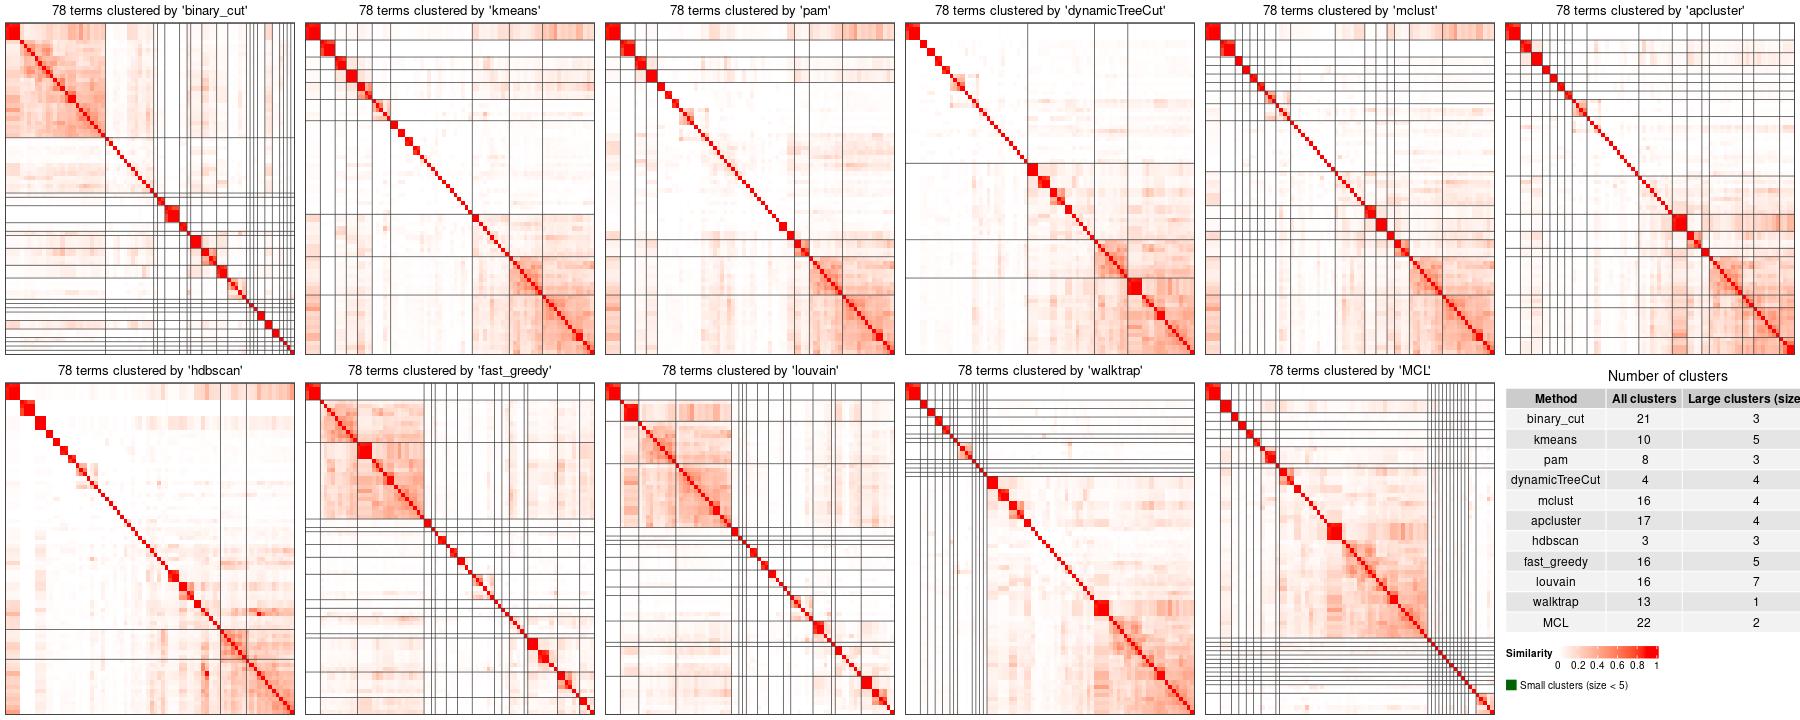 78 terms clustered by 'binary_cut'
78 terms clustered by 'kmeans'
78 terms clustered by 'pam'
78 terms clustered by 'dynamicTreeCut'
78 terms clustered by 'mclust'
78 terms clustered by 'apcluster'
78 terms clustered by 'hdbscan'
78 terms clustered by 'fast_greedy'
78 terms clustered by 'louvain'
78 terms clustered by 'walktrap'
78 terms clustered by 'MCL'
Number of clusters
Method All clusters Large clusters (size
binary_cut 21 3
kmeans 10 5
pam 8 3
dynamicTreeCut 4 4
mclust 16 4
apcluster 17 4
hdbscan 3 3
fast_greedy 16 5
louvain 16 7
walktrap 13 1
MCL 22 2
Similarity
0 0.2 0.4 0.6 0.8 1
Small clusters (size < 5)